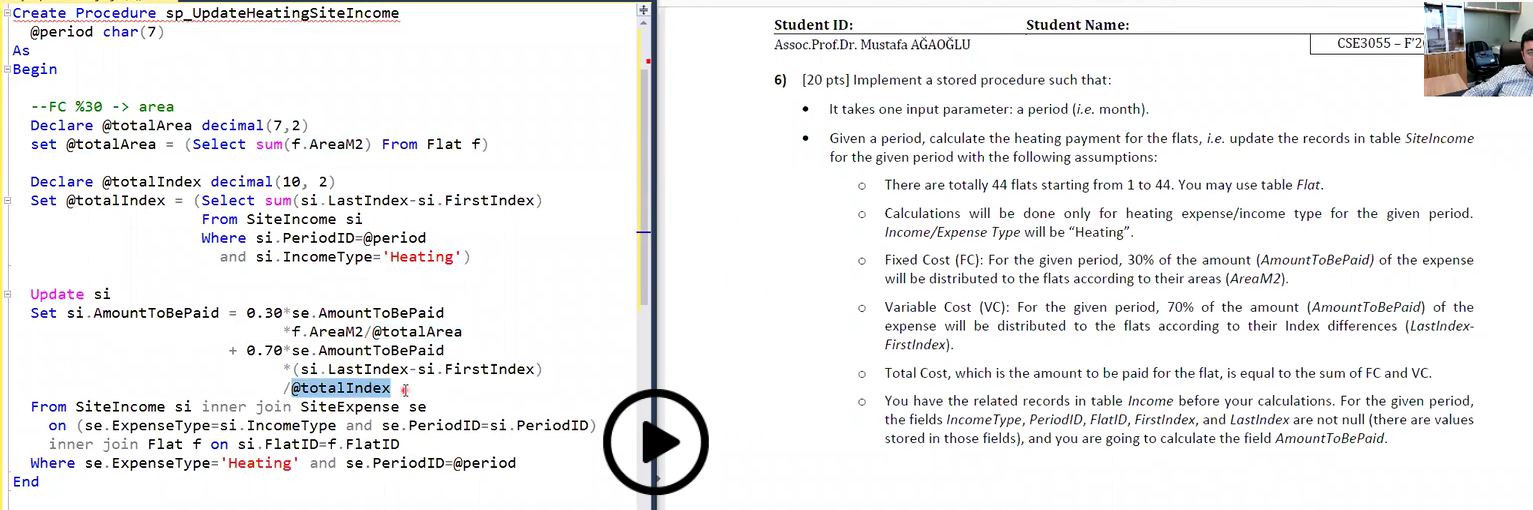 Create Procedure sp_UpdateHeatingSiteIncome
@period char(7)
As
Begin
--FC %30 -> area
Declare @totalArea decimal(7,2)
set @totalArea = (Select sum(f.AreaM2) From Flat f)
Declare @totalIndex decimal(10, 2)
Set @totalIndex = (Select sum(si.LastIndex-si.FirstIndex)
From SiteIncome si
Where si.PeriodID=@period
and si.IncomeType='Heating')
Update si
Set si.AmountToBePaid = 0.30*se.AmountToBePaid
*f.AreaM2/@totalArea
+ 0.70*se.AmountToBePaid
*(si.LastIndex-si.FirstIndex)
/@totalIndex
From SiteIncome si inner join SiteExpense se
on (se.ExpenseType=si.IncomeType and se.PeriodID=si.PeriodID)
inner join Flat f on si.FlatID=f.FlatID
Where se.ExpenseType='Heating' and se.PeriodID=@period
End
Student ID: Student Name:
Assoc.Prof.Dr. Mustafa AĞAOĞLU CSE3055 – F'2
6) [20 pts] Implement a stored procedure such that:
• It takes one input parameter: a period (i.e. month).
• Given a period, calculate the heating payment for the flats, i.e. update the records in table SiteIncome
for the given period with the following assumptions:
o There are totally 44 flats starting from 1 to 44. You may use table Flat.
o Calculations will be done only for heating expense/income type for the given period.
Income/Expense Type will be “Heating”.
o Fixed Cost (FC): For the given period, 30% of the amount (AmountToBePaid) of the expense
will be distributed to the flats according to their areas (AreaM2).
o Variable Cost (VC): For the given period, 70% of the amount (AmountToBePaid) of the
expense will be distributed to the flats according to their Index differences (LastIndex-
FirstIndex).
o Total Cost, which is the amount to be paid for the flat, is equal to the sum of FC and VC.
o You have the related records in table Income before your calculations. For the given period,
the fields IncomeType, PeriodID, FlatID, FirstIndex, and LastIndex are not null (there are values
stored in those fields), and you are going to calculate the field AmountToBePaid.